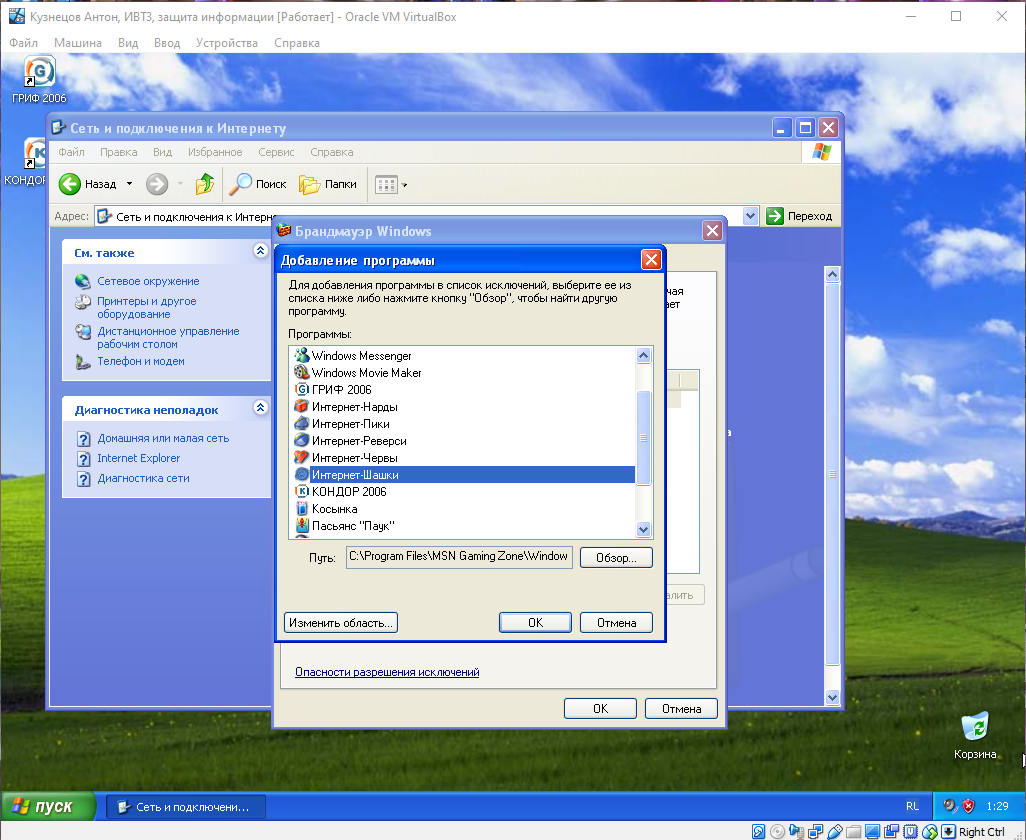 Кузнецов Антон, ИВТЗ, защита информации [Работает] - Oracle VM VirtualBox
Файл Машина Вид Ввод Устройства Справка
ГРИФ 2006
Сеть и подключения к Интернету
Файл Правка Вид Избранное Сервис Справка
Назад Поиск Папки
Адрес: Сеть и подключения к Переход
Брандмауэр Windows
См. также
Сетевое окружение
Принтеры и другое
оборудование
Дистанционное управление
рабочим столом
Телефон и модем
Диагностика неполадок
Домашняя или малая сеть
Internet Explorer
Диагностика сети
Добавление программы
Для добавления программы в список исключений, выберите ее из
списка ниже либо нажмите кнопку "Обзор", чтобы найти другую
программу.
Программы:
Windows Messenger
Windows Movie Maker
ГРИФ 2006
Интернет-Нарды
Интернет-Пики
Интернет-Реверси
Интернет-Червы
Интернет-Шашки
КОНДОР 2006
Косынка
Пасьянс "Паук"
Путь: C:\Program Files\MSN Gaming Zone\Window Обзор...
Изменить область... OK Отмена
Опасности разрешения исключений
OK Отмена
Корзина
пуск Сеть и подключени... RL 1:29
Right Ctrl